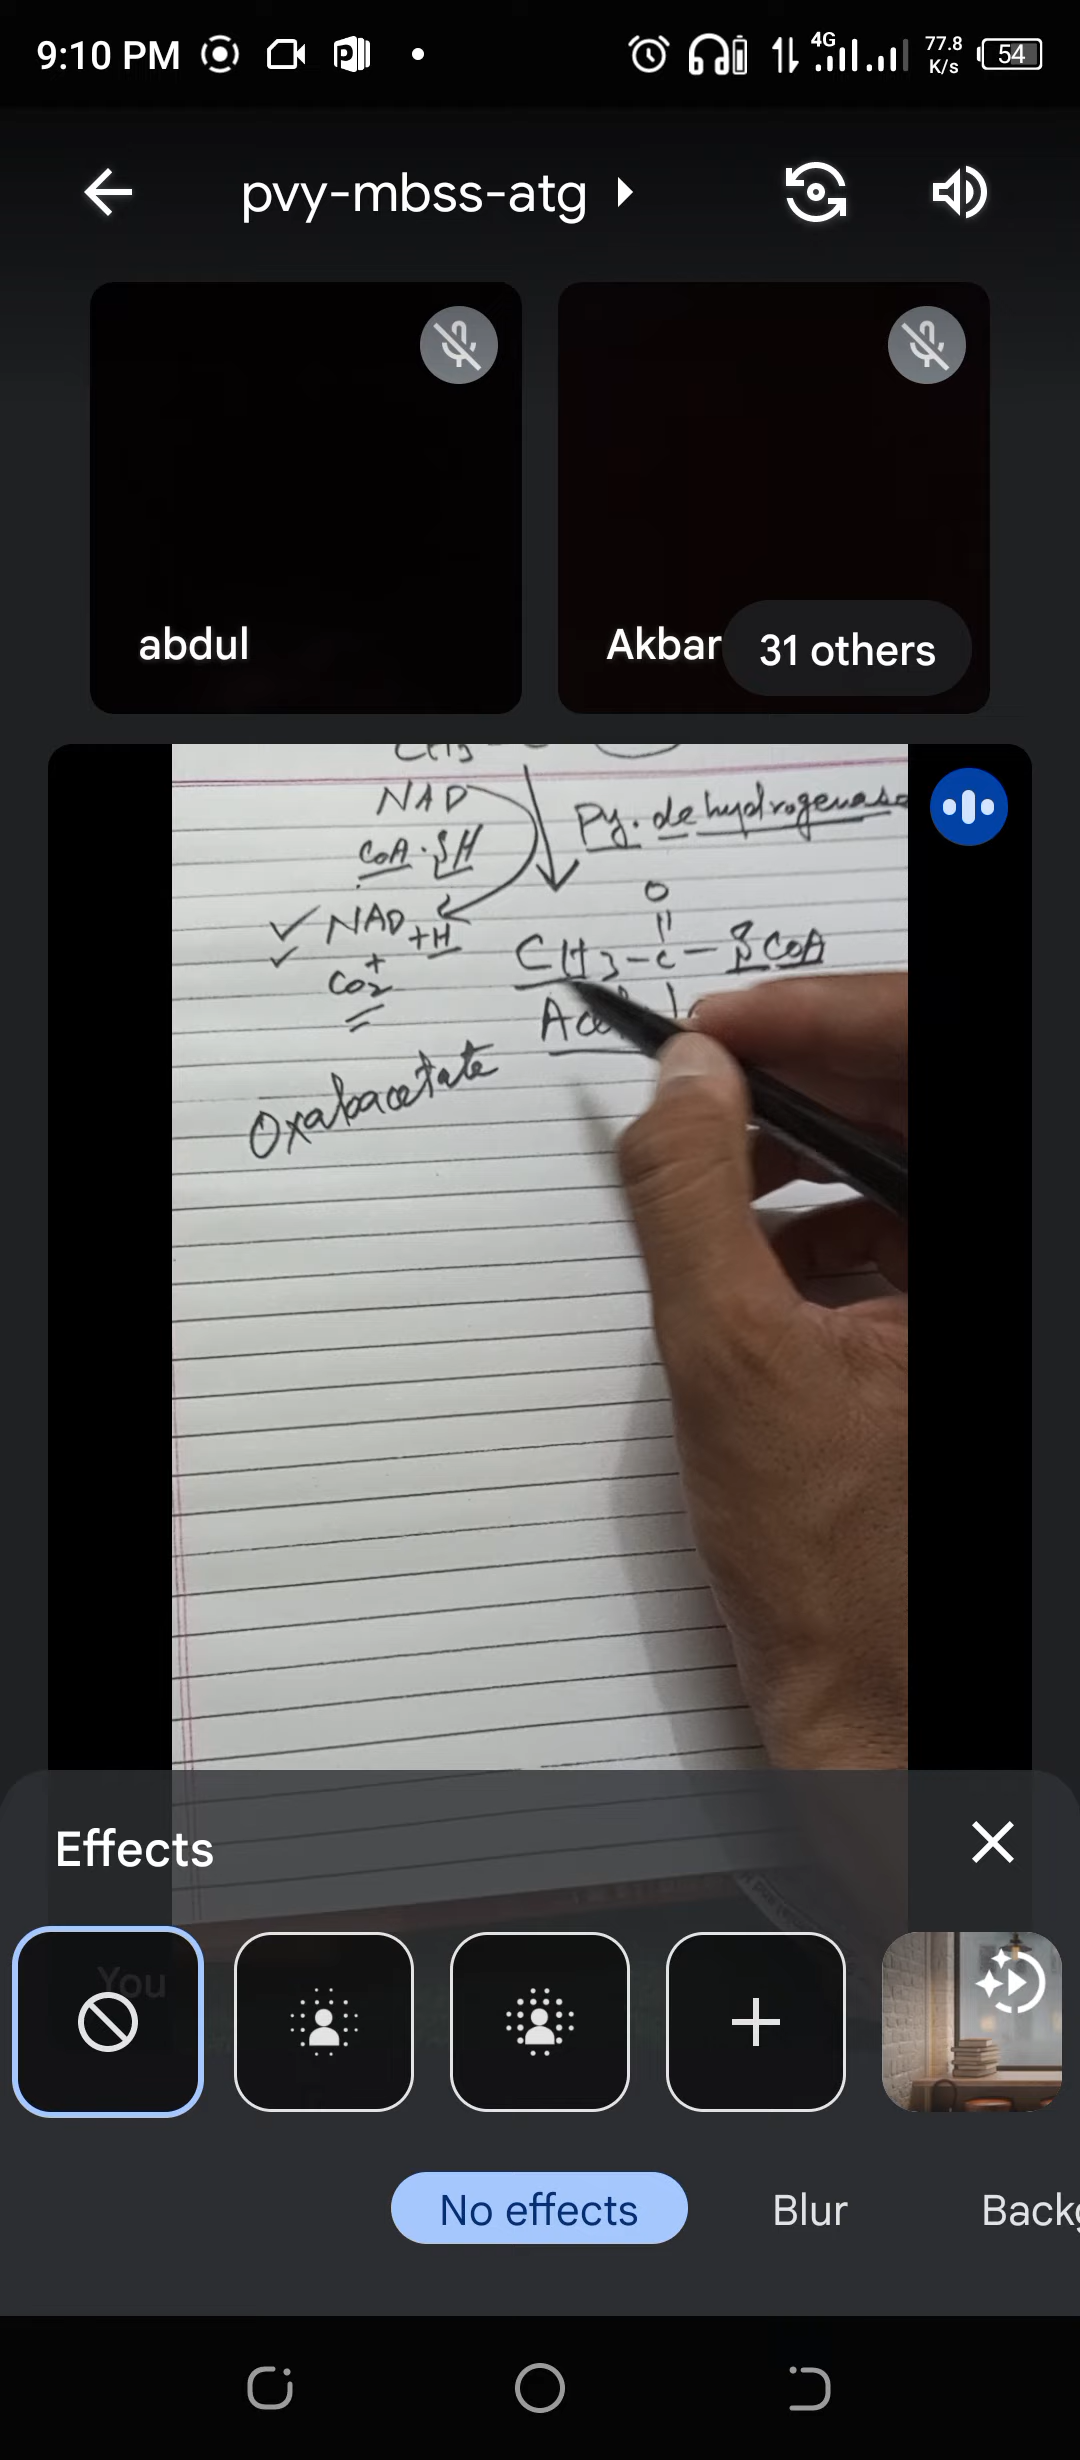 9:10 PM
4G
77.8
K/s
54
pvy-mbss-atg
abdul
Akbar
31 others
NAD
Py. dehydrogenase
CoA.SH
NAD+H
O
||
CH3-C-SCoA
+
CO2
Oxaloacetate
Effects
You
No effects
Blur